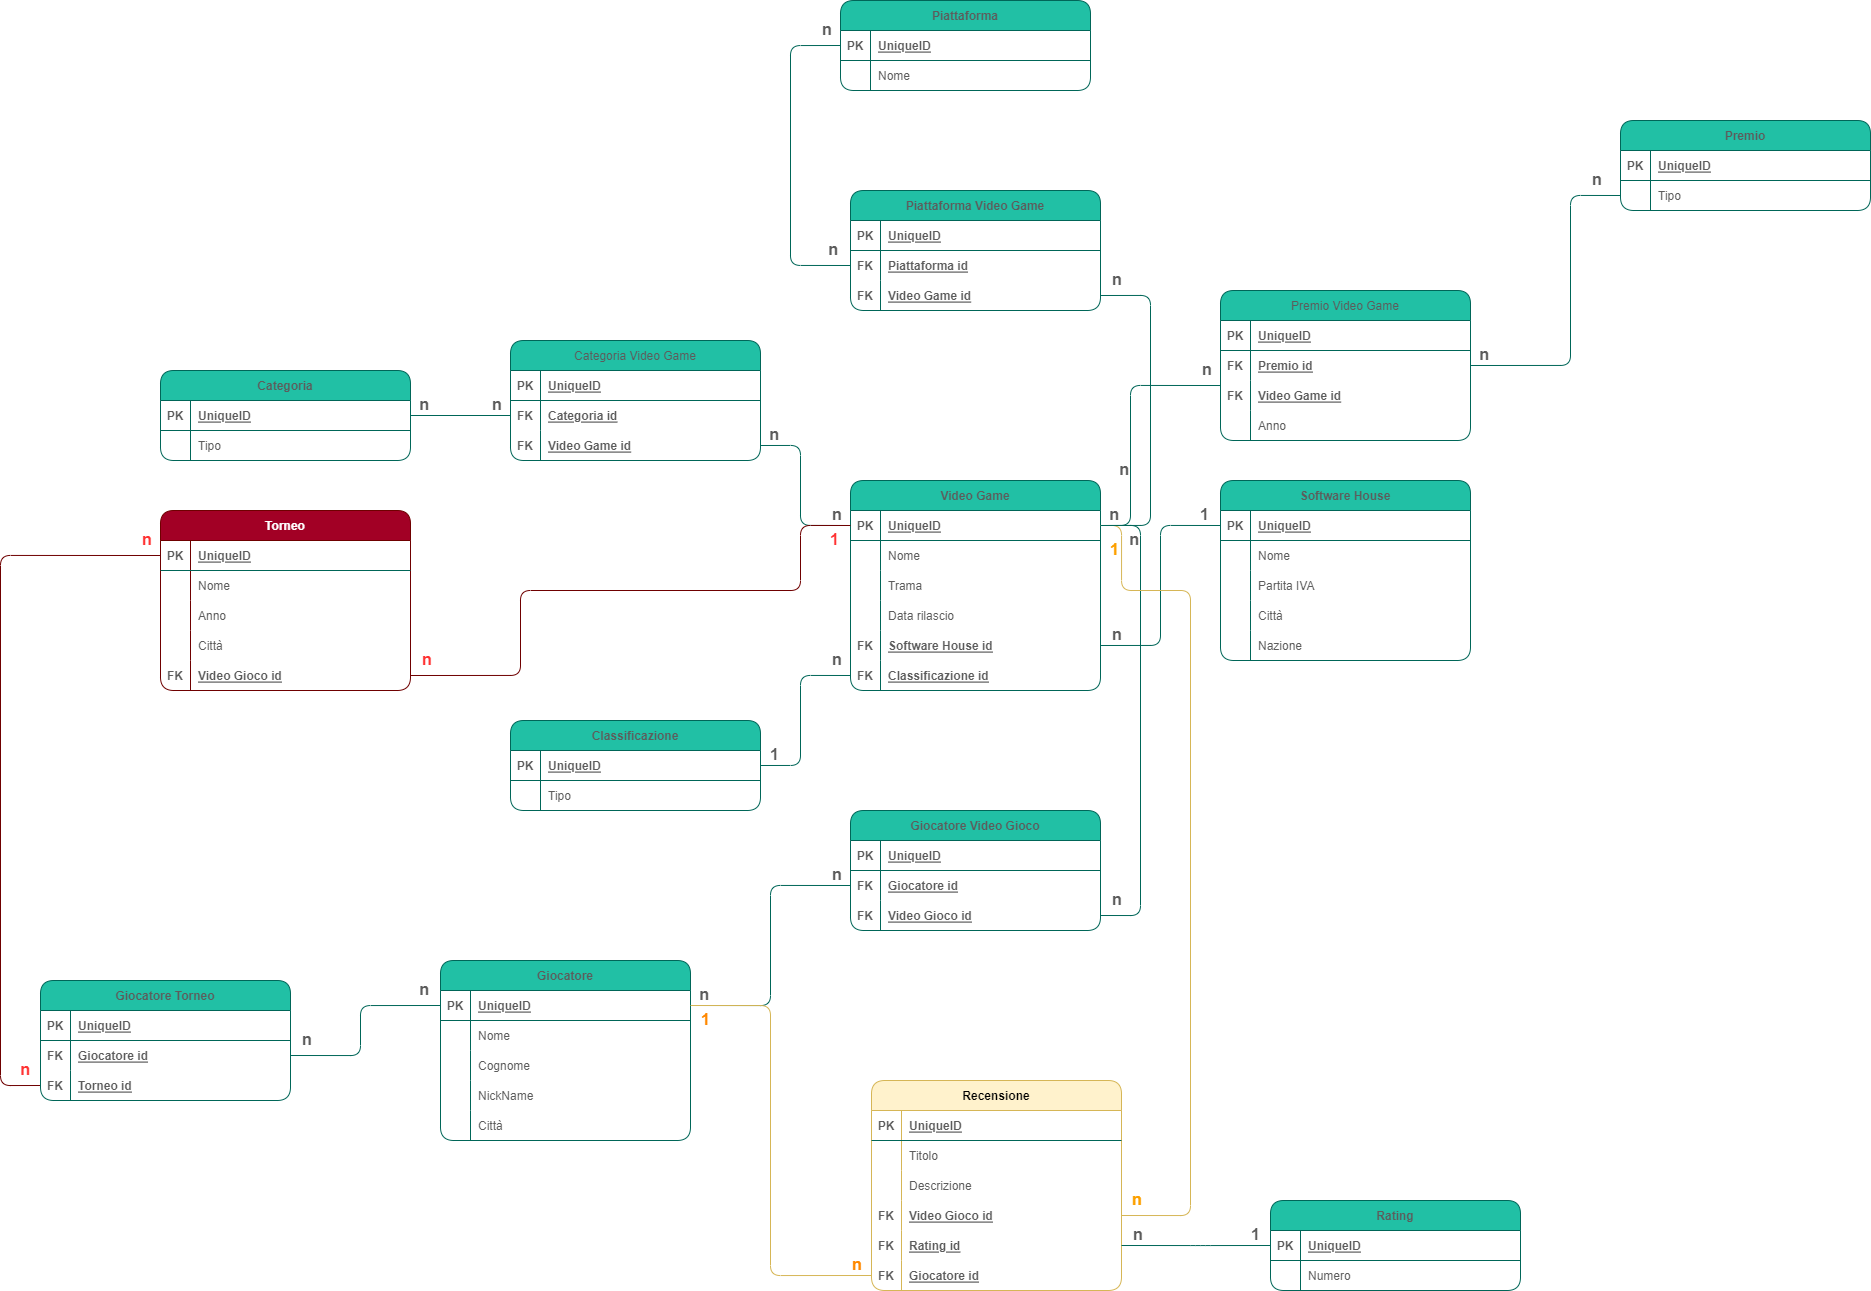 Piattaforma
n
PK UniqueID
Nome
Premio
PK UniqueID
n
Tipo
Piattaforma Video Game
PK UniqueID
n
FK Piattaforma id
n
FK Video Game id
Premio Video Game
PK UniqueID
n
FK Premio id
n
FK Video Game id
Anno
Categoria Video Game
PK UniqueID
FK Categoria id
FK Video Game id
n
Categoria
n
n
PK UniqueID
Tipo
n
Video Game
n
n
PK UniqueID
1
1
n
Nome
Trama
Data rilascio
n
FK Software House id
n
FK Classificazione id
Software House
1
PK UniqueID
Nome
Partita IVA
Città
Nazione
Torneo
n
PK UniqueID
Nome
Anno
Città
n
FK Video Gioco id
Classificazione
1
PK UniqueID
Tipo
Giocatore Video Gioco
PK UniqueID
n
FK Giocatore id
n
FK Video Gioco id
Giocatore
n
n
PK UniqueID
1
Nome
Cognome
NickName
Città
Giocatore Torneo
PK UniqueID
n
FK Giocatore id
n
FK Torneo id
Recensione
PK UniqueID
Titolo
Descrizione
n
FK Video Gioco id
n
1
FK Rating id
n
FK Giocatore id
Rating
PK UniqueID
Numero